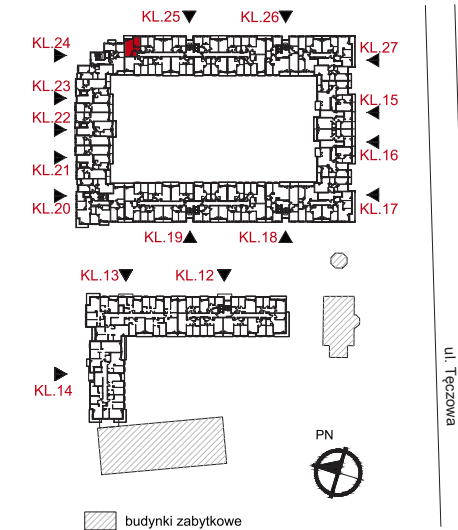 KL.25
KL.26
KL.24
KL.27
KL.23
KL.15
KL.22
KL.16
KL.21
KL.20
KL.17
KL.19
KL.18
KL.13
KL.12
KL.14
ul. Tęczowa
PN
budynki zabytkowe